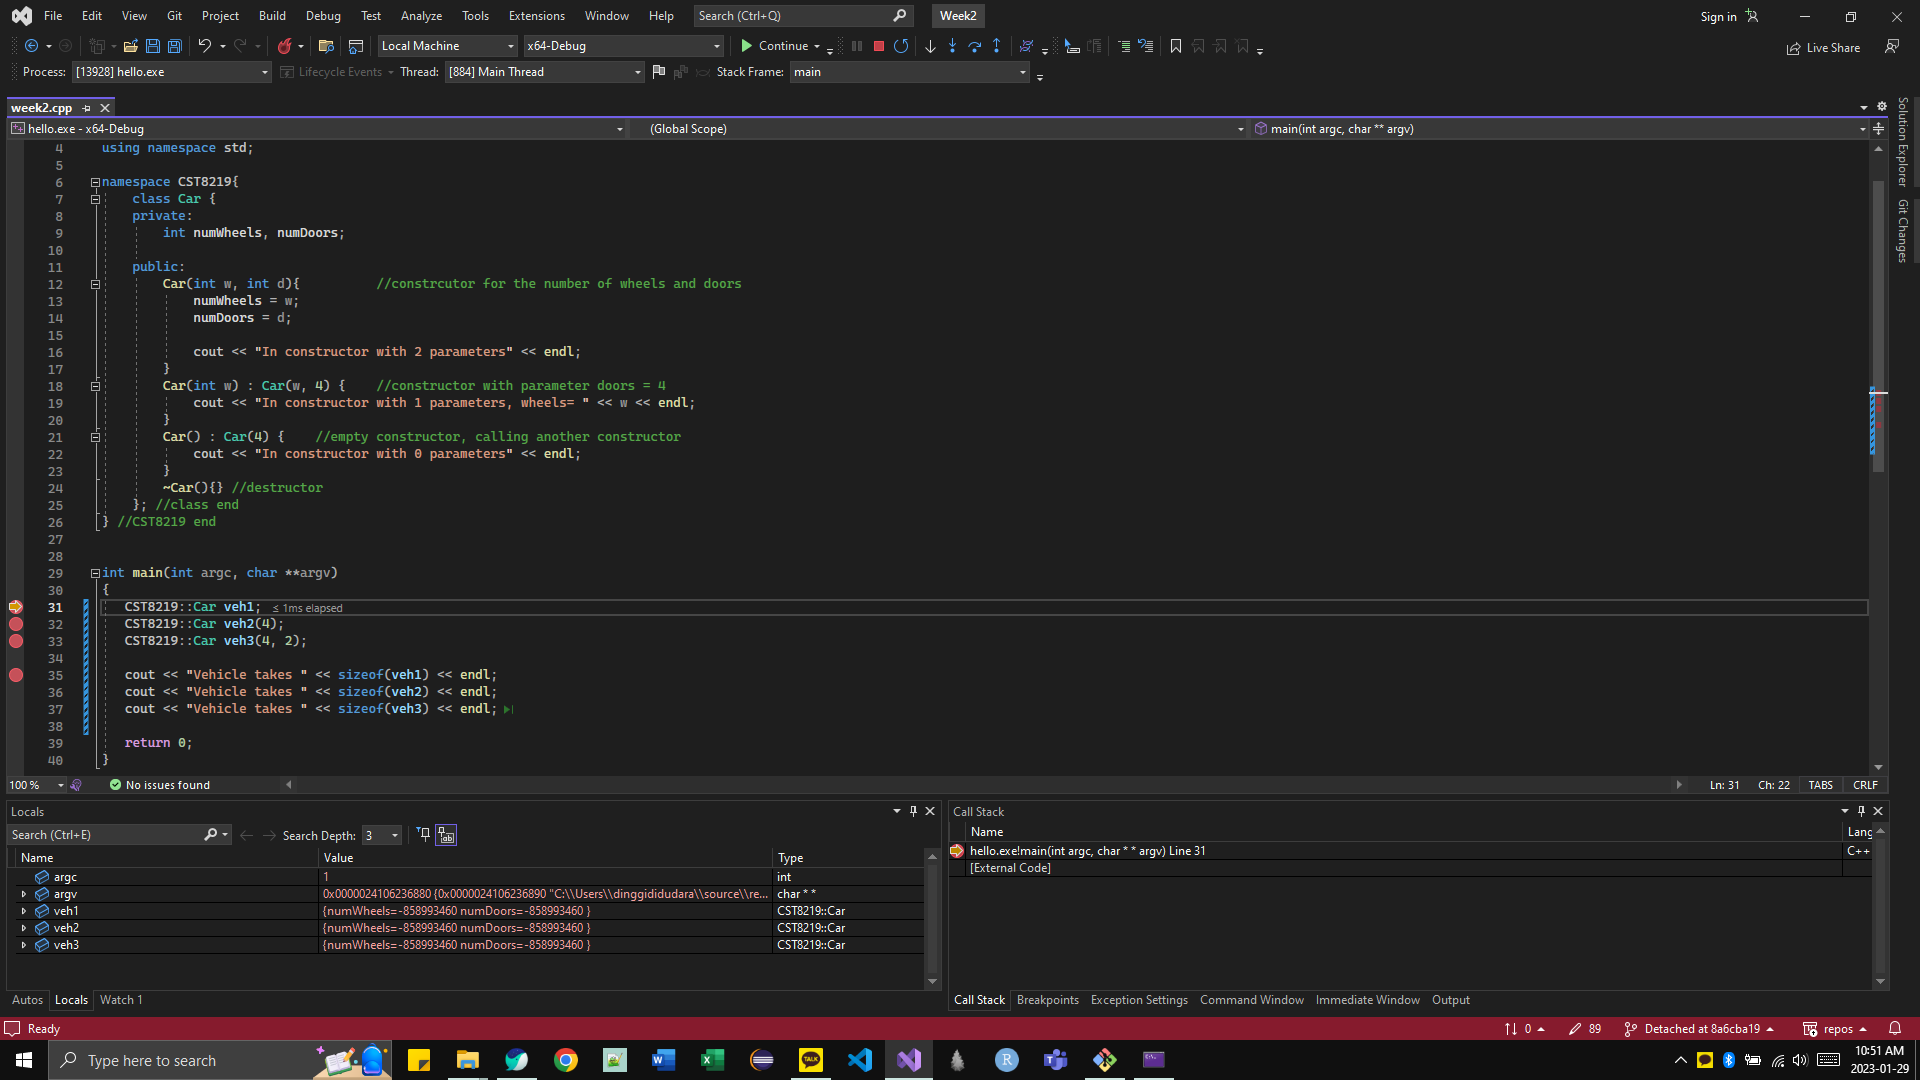 File Edit View Git Project Build Debug Test Analyze Tools Extensions Window Help Search (Ctrl+Q) Week2 Sign in
Local Machine x64-Debug Continue Live Share
Process: [13928] hello.exe Lifecycle Events Thread: [884] Main Thread Stack Frame: main
week2.cpp
hello.exe - x64-Debug (Global Scope) main(int argc, char ** argv)
Solution Explorer
Git Changes
4 using namespace std;
5
6 namespace CST8219{
7 class Car {
8 private:
9 int numWheels, numDoors;
10
11 public:
12 Car(int w, int d){ //constrcutor for the number of wheels and doors
13 numWheels = w;
14 numDoors = d;
15
16 cout << "In constructor with 2 parameters" << endl;
17 }
18 Car(int w) : Car(w, 4) { //constructor with parameter doors = 4
19 cout << "In constructor with 1 parameters, wheels= " << w << endl;
20 }
21 Car() : Car(4) { //empty constructor, calling another constructor
22 cout << "In constructor with 0 parameters" << endl;
23 }
24 ~Car(){} //destructor
25 }; //class end
26 } //CST8219 end
27
28
29 int main(int argc, char **argv)
30 {
31 CST8219::Car veh1; ≤ 1ms elapsed
32 CST8219::Car veh2(4);
33 CST8219::Car veh3(4, 2);
34
35 cout << "Vehicle takes " << sizeof(veh1) << endl;
36 cout << "Vehicle takes " << sizeof(veh2) << endl;
37 cout << "Vehicle takes " << sizeof(veh3) << endl;
38
39 return 0;
40 }
100 % No issues found Ln: 31 Ch: 22 TABS CRLF
Locals
Search (Ctrl+E) Search Depth: 3
Name Value Type
argc 1 int
argv 0x0000024106236880 {0x0000024106236890 "C:\\Users\\dinggididudara\\source\\re... char * *
veh1 {numWheels=-858993460 numDoors=-858993460 } CST8219::Car
veh2 {numWheels=-858993460 numDoors=-858993460 } CST8219::Car
veh3 {numWheels=-858993460 numDoors=-858993460 } CST8219::Car
Autos Locals Watch 1
Call Stack
Name Lang
hello.exe!main(int argc, char * * argv) Line 31 C++
[External Code]
Call Stack Breakpoints Exception Settings Command Window Immediate Window Output
Ready 0 89 Detached at 8a6cba19 repos
Type here to search
TALK
10:51 AM
2023-01-29